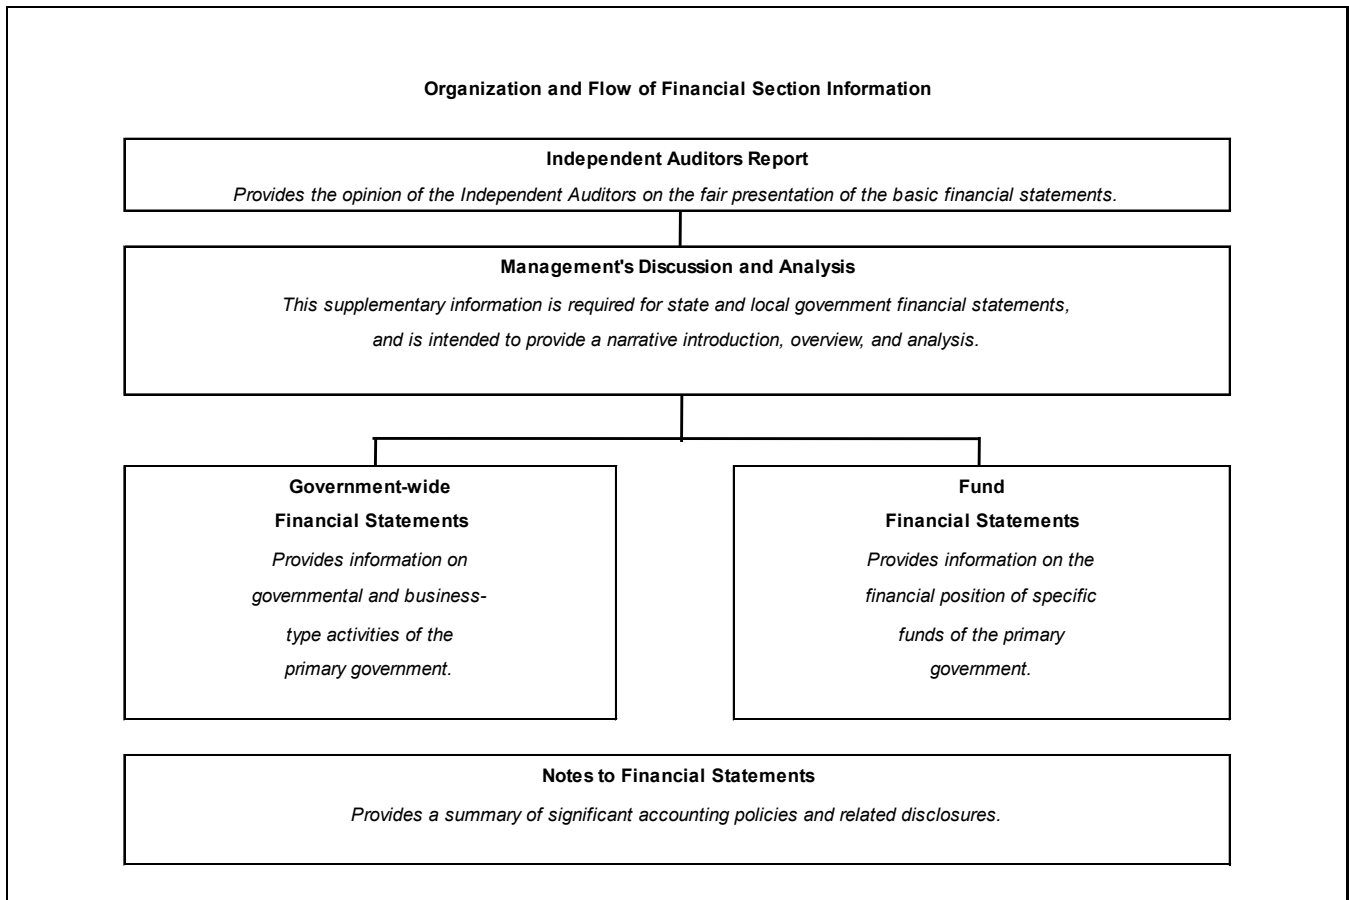 Organization and Flow of Financial Section Information
Independent Auditors Report
Provides the opinion of the Independent Auditors on the fair presentation of the basic financial statements.
Management's Discussion and Analysis
This supplementary information is required for state and local government financial statements,
and is intended to provide a narrative introduction, overview, and analysis.
Government-wide
Financial Statements
Provides information on
governmental and business-
type activities of the
primary government.
Fund
Financial Statements
Provides information on the
financial position of specific
funds of the primary
government.
Notes to Financial Statements
Provides a summary of significant accounting policies and related disclosures.